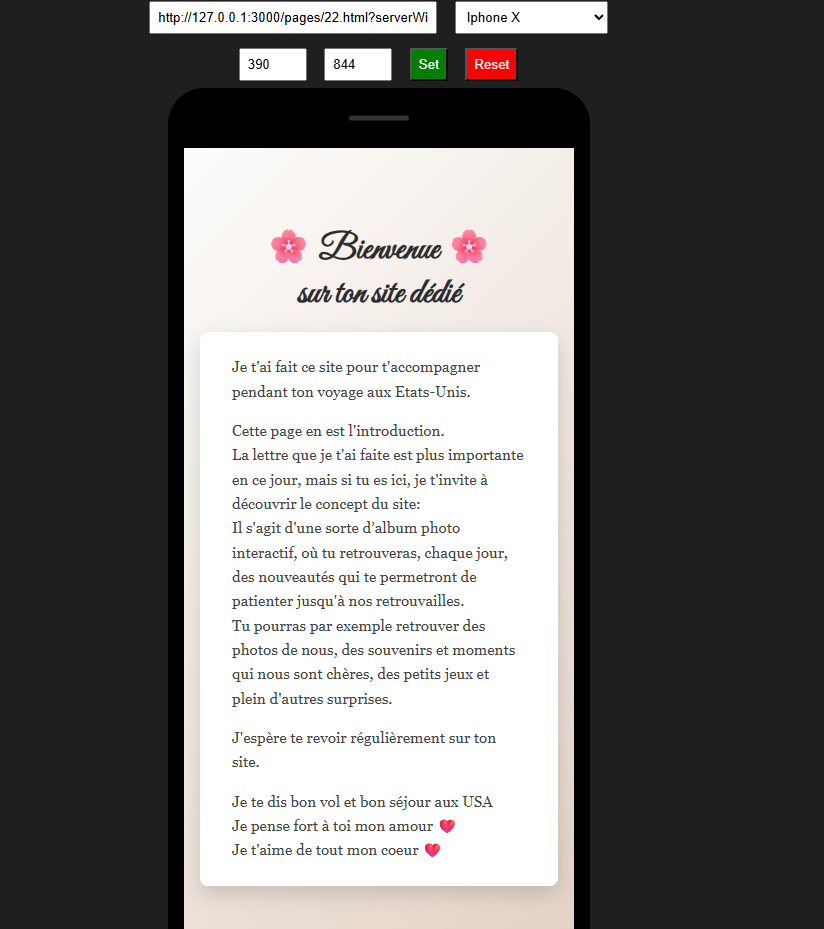 http://127.0.0.1:3000/pages/22.html?serverWi
Iphone X
390
844
Set
Reset
🌸 Bienvenue 🌸
sur ton site dédié
Je t'ai fait ce site pour t'accompagner
pendant ton voyage aux Etats-Unis.
Cette page en est l'introduction.
La lettre que je t'ai faite est plus importante
en ce jour, mais si tu es ici, je t'invite à
découvrir le concept du site:
Il s'agit d'une sorte d’album photo
interactif, où tu retrouveras, chaque jour,
des nouveautés qui te permetront de
patienter jusqu'à nos retrouvailles.
Tu pourras par exemple retrouver des
photos de nous, des souvenirs et moments
qui nous sont chères, des petits jeux et
plein d'autres surprises.
J'espère te revoir régulièrement sur ton
site.
Je te dis bon vol et bon séjour aux USA
Je pense fort à toi mon amour ❤️
Je t'aime de tout mon coeur ❤️